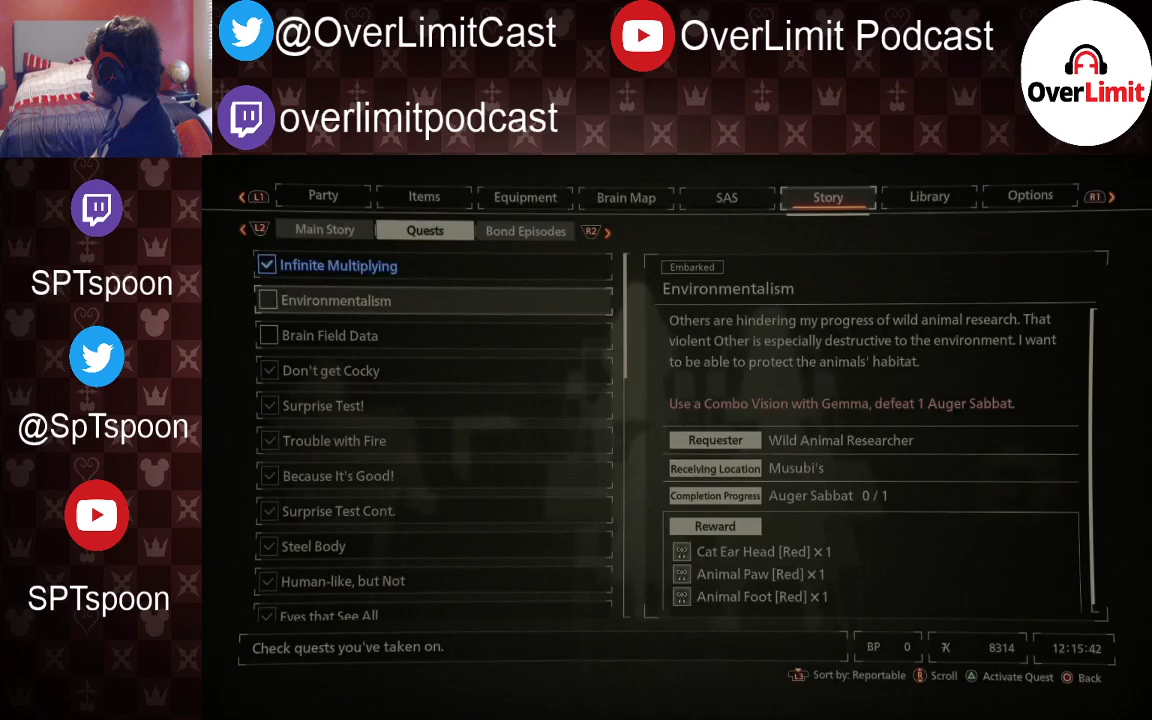 @OverLimitCast
OverLimit Podcast
OverLimit
overlimitpodcast
SPTspoon
@SpTspoon
SPTspoon
L1 Party Items Equipment Brain Map SAS Story Library Options R1
L2 Main Story Quests Bond Episodes R2
Infinite Multiplying
Environmentalism
Brain Field Data
Don't get Cocky
Surprise Test!
Trouble with Fire
Because It's Good!
Surprise Test Cont.
Steel Body
Human-like, but Not
Eyes that See All
Embarked
Environmentalism
Others are hindering my progress of wild animal research. That
violent Other is especially destructive to the environment. I want
to be able to protect the animals' habitat.
Use a Combo Vision with Gemma, defeat 1 Auger Sabbat.
Requester Wild Animal Researcher
Receiving Location Musubi's
Completion Progress Auger Sabbat 0 / 1
Reward
Cat Ear Head [Red] × 1
Animal Paw [Red] × 1
Animal Foot [Red] × 1
Check quests you've taken on.
BP 0 8314 12:15:42
Sort by: Reportable R Scroll Activate Quest Back